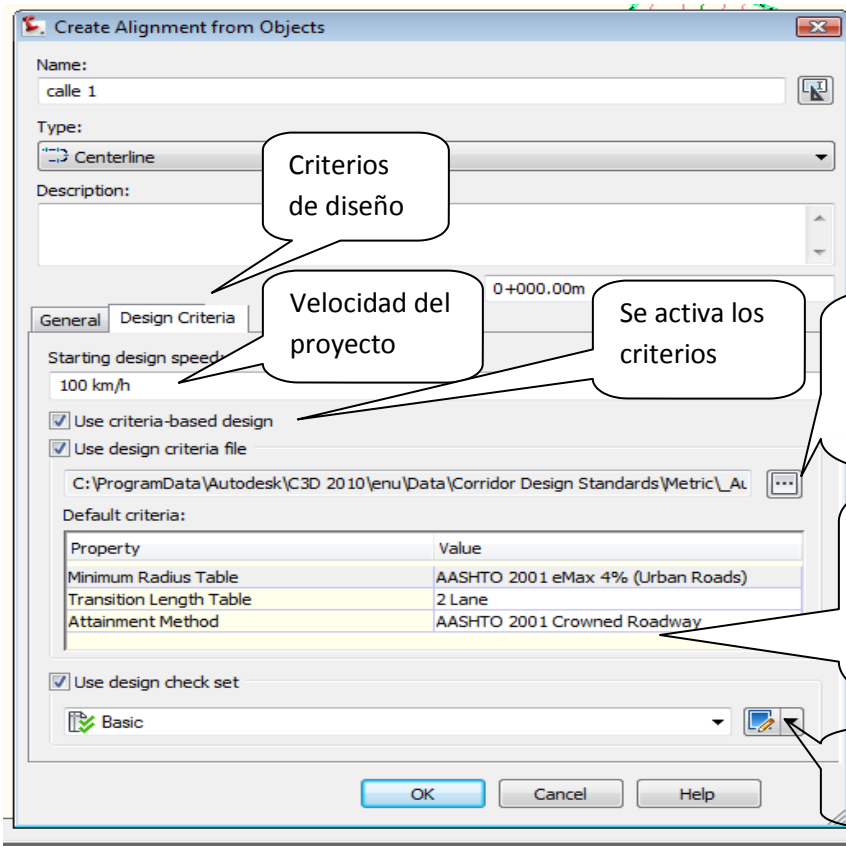 Create Alignment from Objects
Name:
calle 1
Type:
Centerline
Description:
Criterios
de diseño
0+000.00m
General Design Criteria
Velocidad del
proyecto
Se activa los
criterios
Starting design speed:
100 km/h
Use criteria-based design
Use design criteria file
C:\ProgramData\Autodesk\C3D 2010\enu\Data\Corridor Design Standards\Metric\_Au
Default criteria:
Property Value
Minimum Radius Table AASHTO 2001 eMax 4% (Urban Roads)
Transition Length Table 2 Lane
Attainment Method AASHTO 2001 Crowned Roadway
Use design check set
Basic
OK Cancel Help